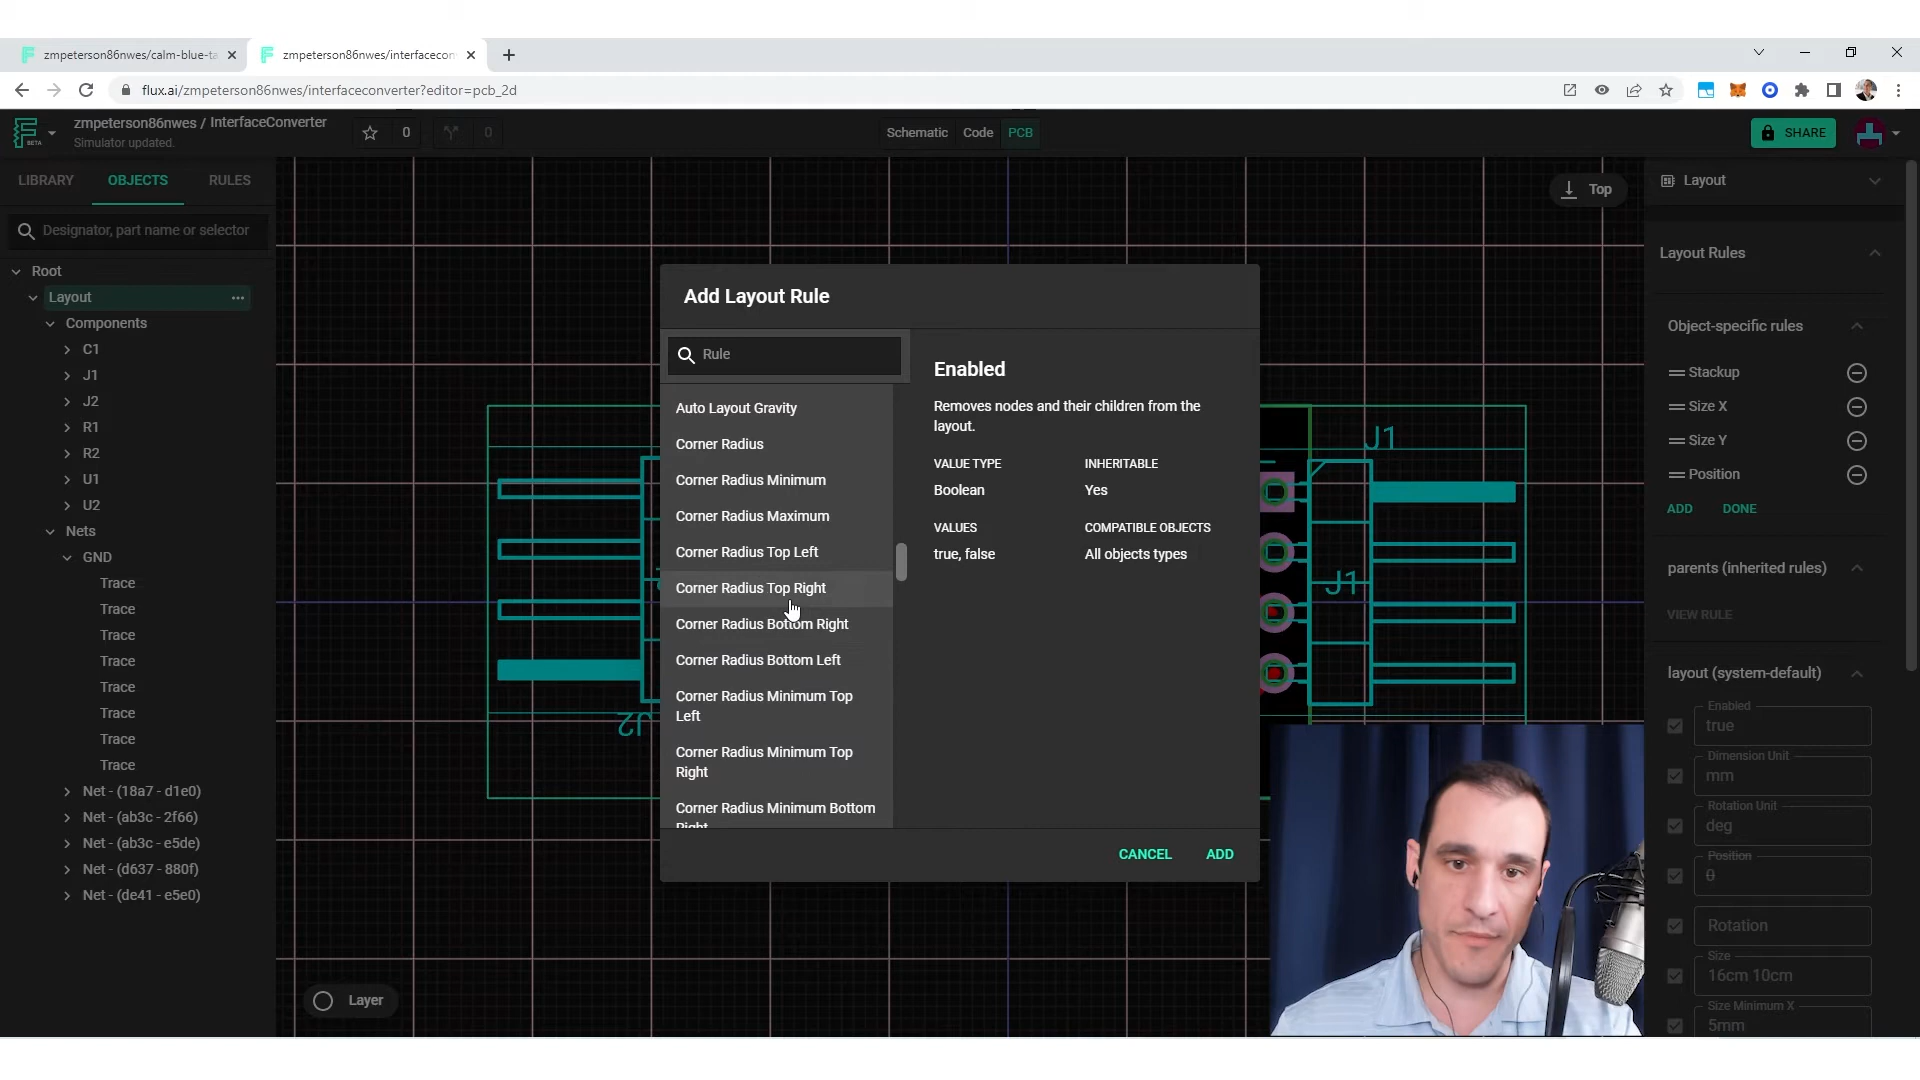 zmpeterson86nwes/calm-blue-ta
zmpeterson86nwes/interfacecon
flux.ai/zmpeterson86nwes/interfaceconverter?editor=pcb_2d
BETA
zmpeterson86nwes / InterfaceConverter
Simulator updated.
0
0
Schematic
Code
PCB
SHARE
LIBRARY
OBJECTS
RULES
Designator, part name or selector
Root
Layout
Components
C1
J1
J2
R1
R2
U1
U2
Nets
GND
Trace
Trace
Trace
Trace
Trace
Trace
Trace
Trace
Net - (18a7 - d1e0)
Net - (ab3c - 2f66)
Net - (ab3c - e5de)
Net - (d637 - 880f)
Net - (de41 - e5e0)
Top
J2
J1
J1
Layer
Add Layout Rule
Rule
Auto Layout Gravity
Corner Radius
Corner Radius Minimum
Corner Radius Maximum
Corner Radius Top Left
Corner Radius Top Right
Corner Radius Bottom Right
Corner Radius Bottom Left
Corner Radius Minimum Top
Left
Corner Radius Minimum Top
Right
Corner Radius Minimum Bottom
Right
Enabled
Removes nodes and their children from the
layout.
VALUE TYPE
INHERITABLE
Boolean
Yes
VALUES
COMPATIBLE OBJECTS
true, false
All objects types
CANCEL
ADD
Layout
Layout Rules
Object-specific rules
Stackup
Size X
Size Y
Position
ADD
DONE
parents (inherited rules)
VIEW RULE
layout (system-default)
Enabled
true
Dimension Unit
mm
Rotation Unit
deg
Position
0
Rotation
Size
16cm 10cm
Size Minimum X
5mm